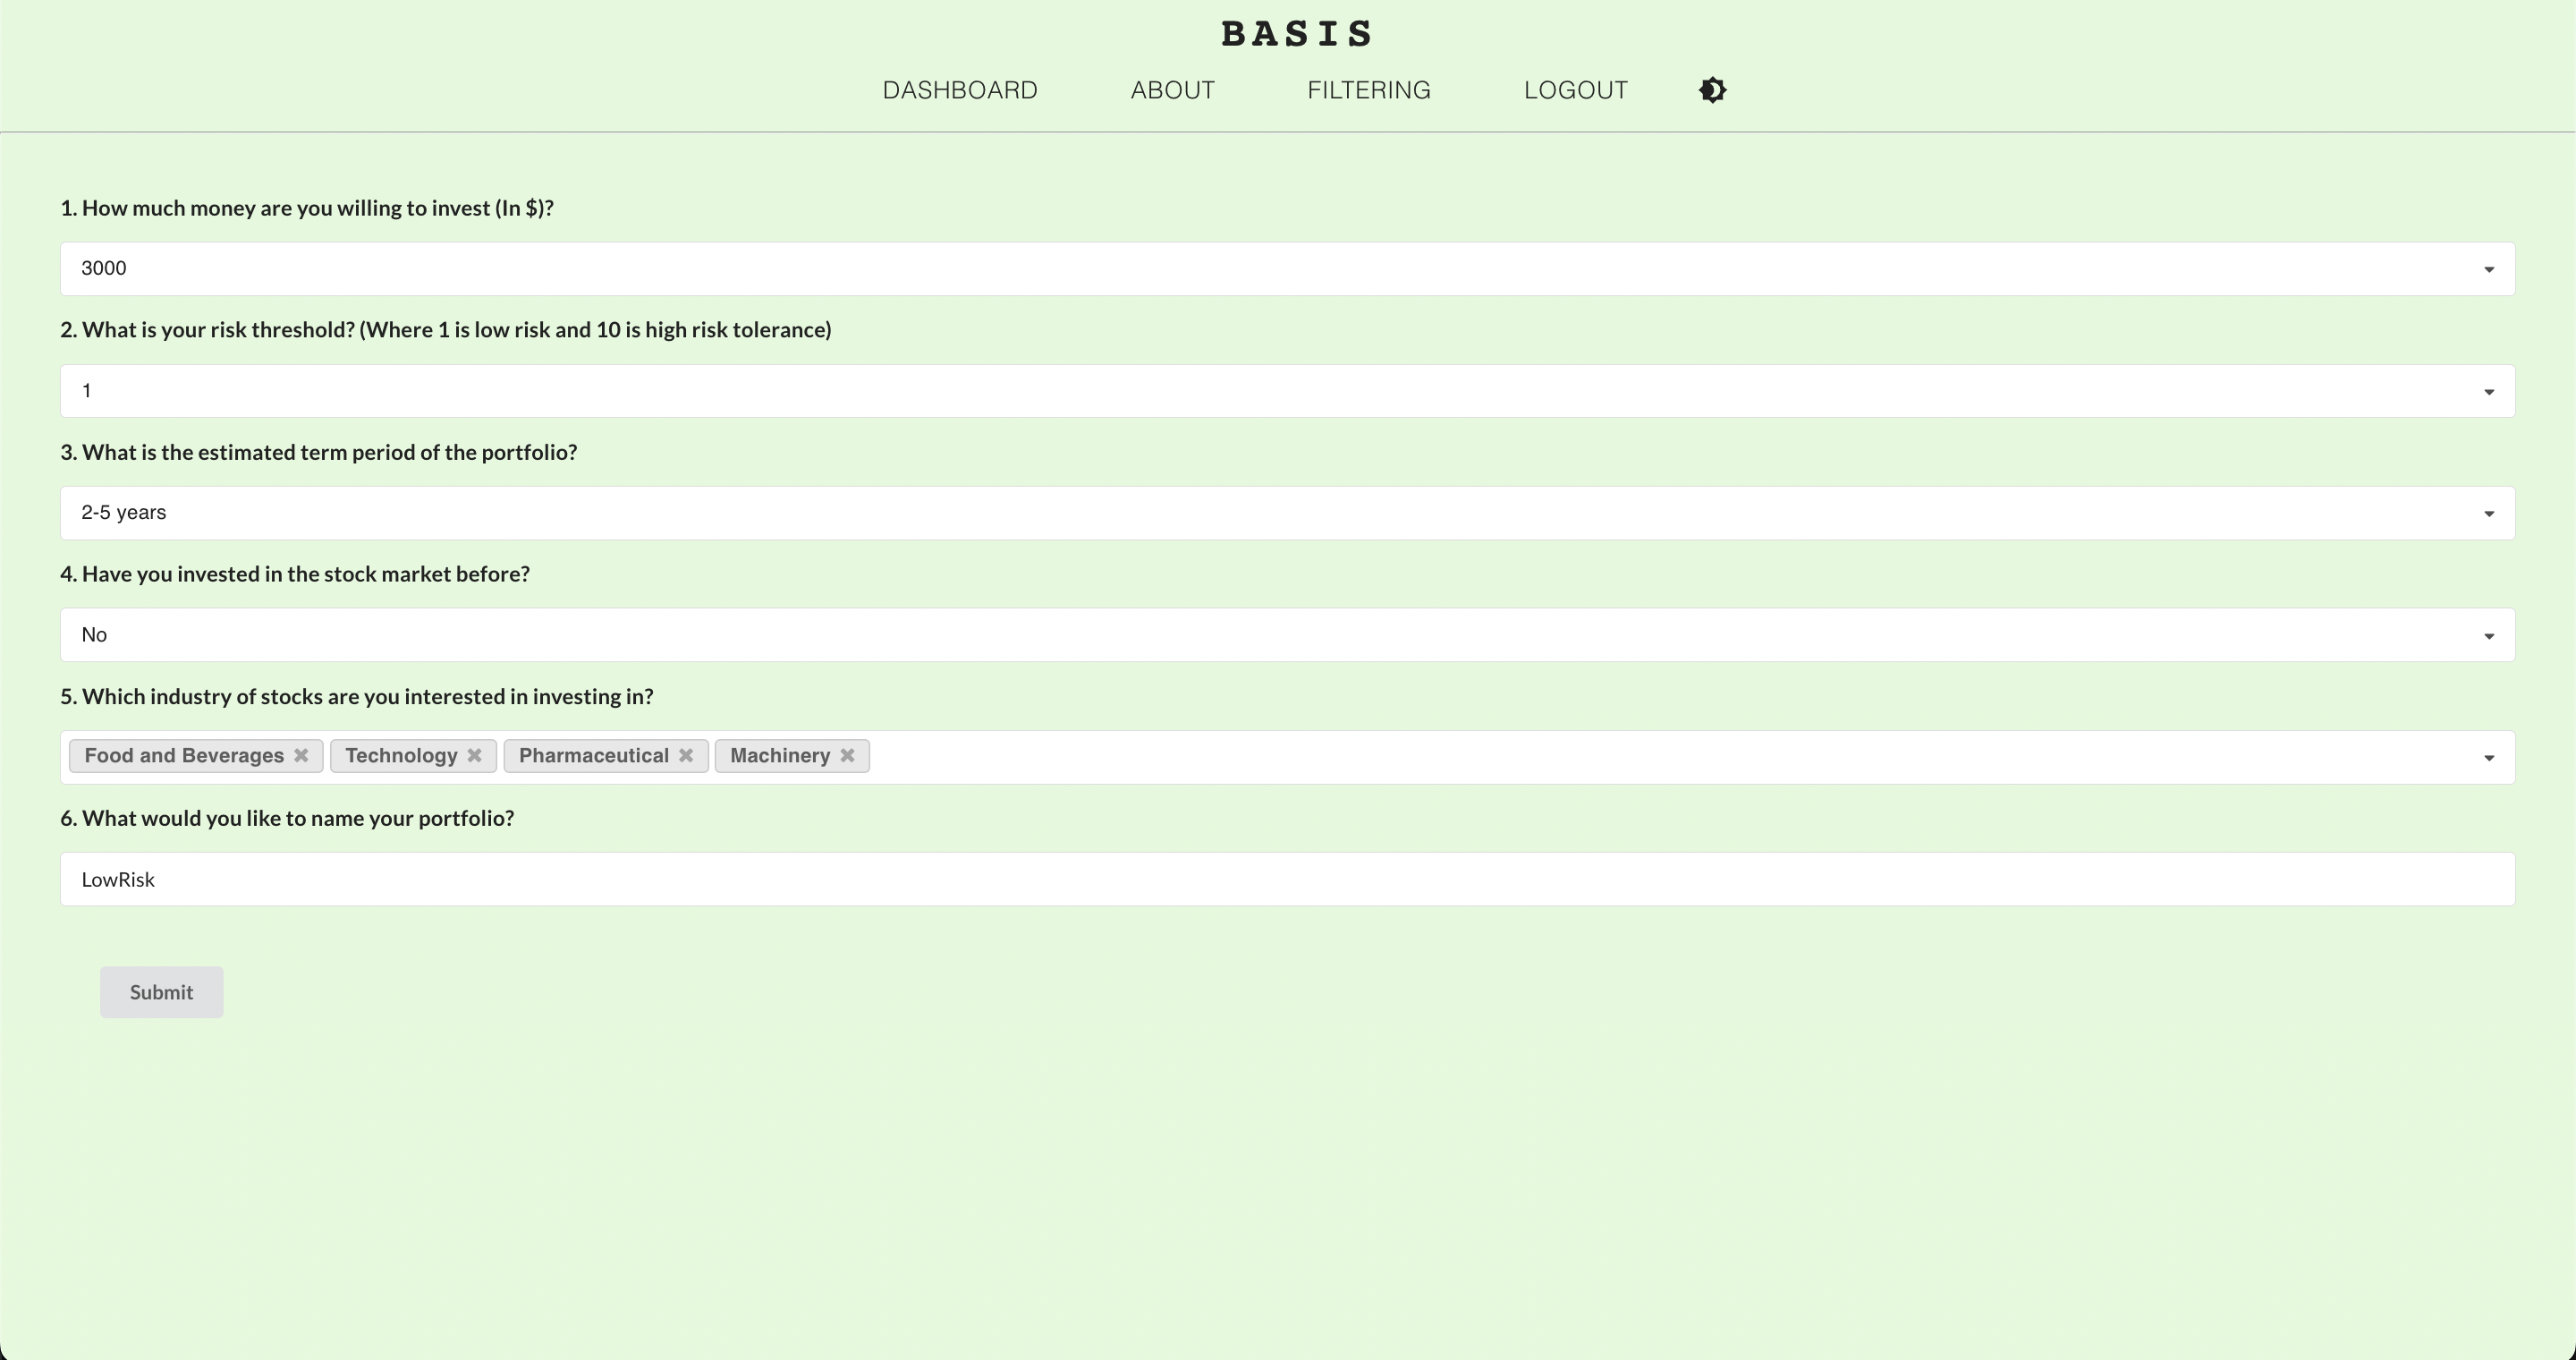 BASIS
DASHBOARD ABOUT FILTERING LOGOUT
1. How much money are you willing to invest (In $)?
3000
2. What is your risk threshold? (Where 1 is low risk and 10 is high risk tolerance)
1
3. What is the estimated term period of the portfolio?
2-5 years
4. Have you invested in the stock market before?
No
5. Which industry of stocks are you interested in investing in?
Food and Beverages Technology Pharmaceutical Machinery
6. What would you like to name your portfolio?
LowRisk
Submit